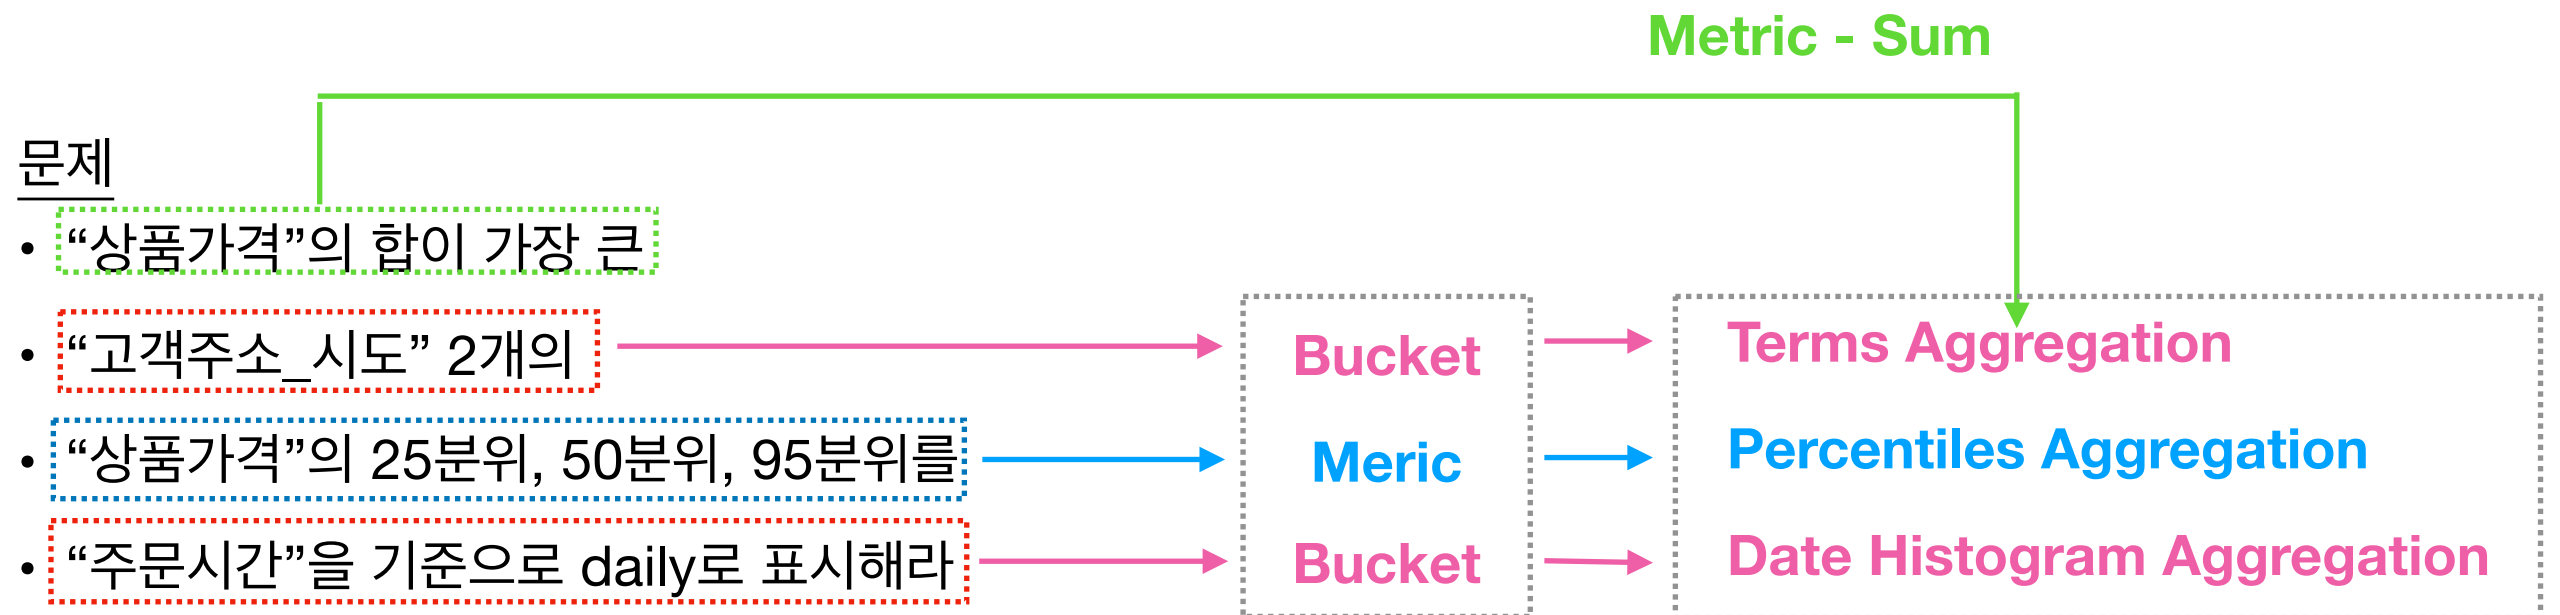 Metric - Sum
문제
• “상품가격”의 합이 가장 큰
• “고객주소_시도” 2개의
Bucket
Terms Aggregation
• “상품가격”의 25분위, 50분위, 95분위를
Meric
Percentiles Aggregation
• “주문시간”을 기준으로 daily로 표시해라
Bucket
Date Histogram Aggregation